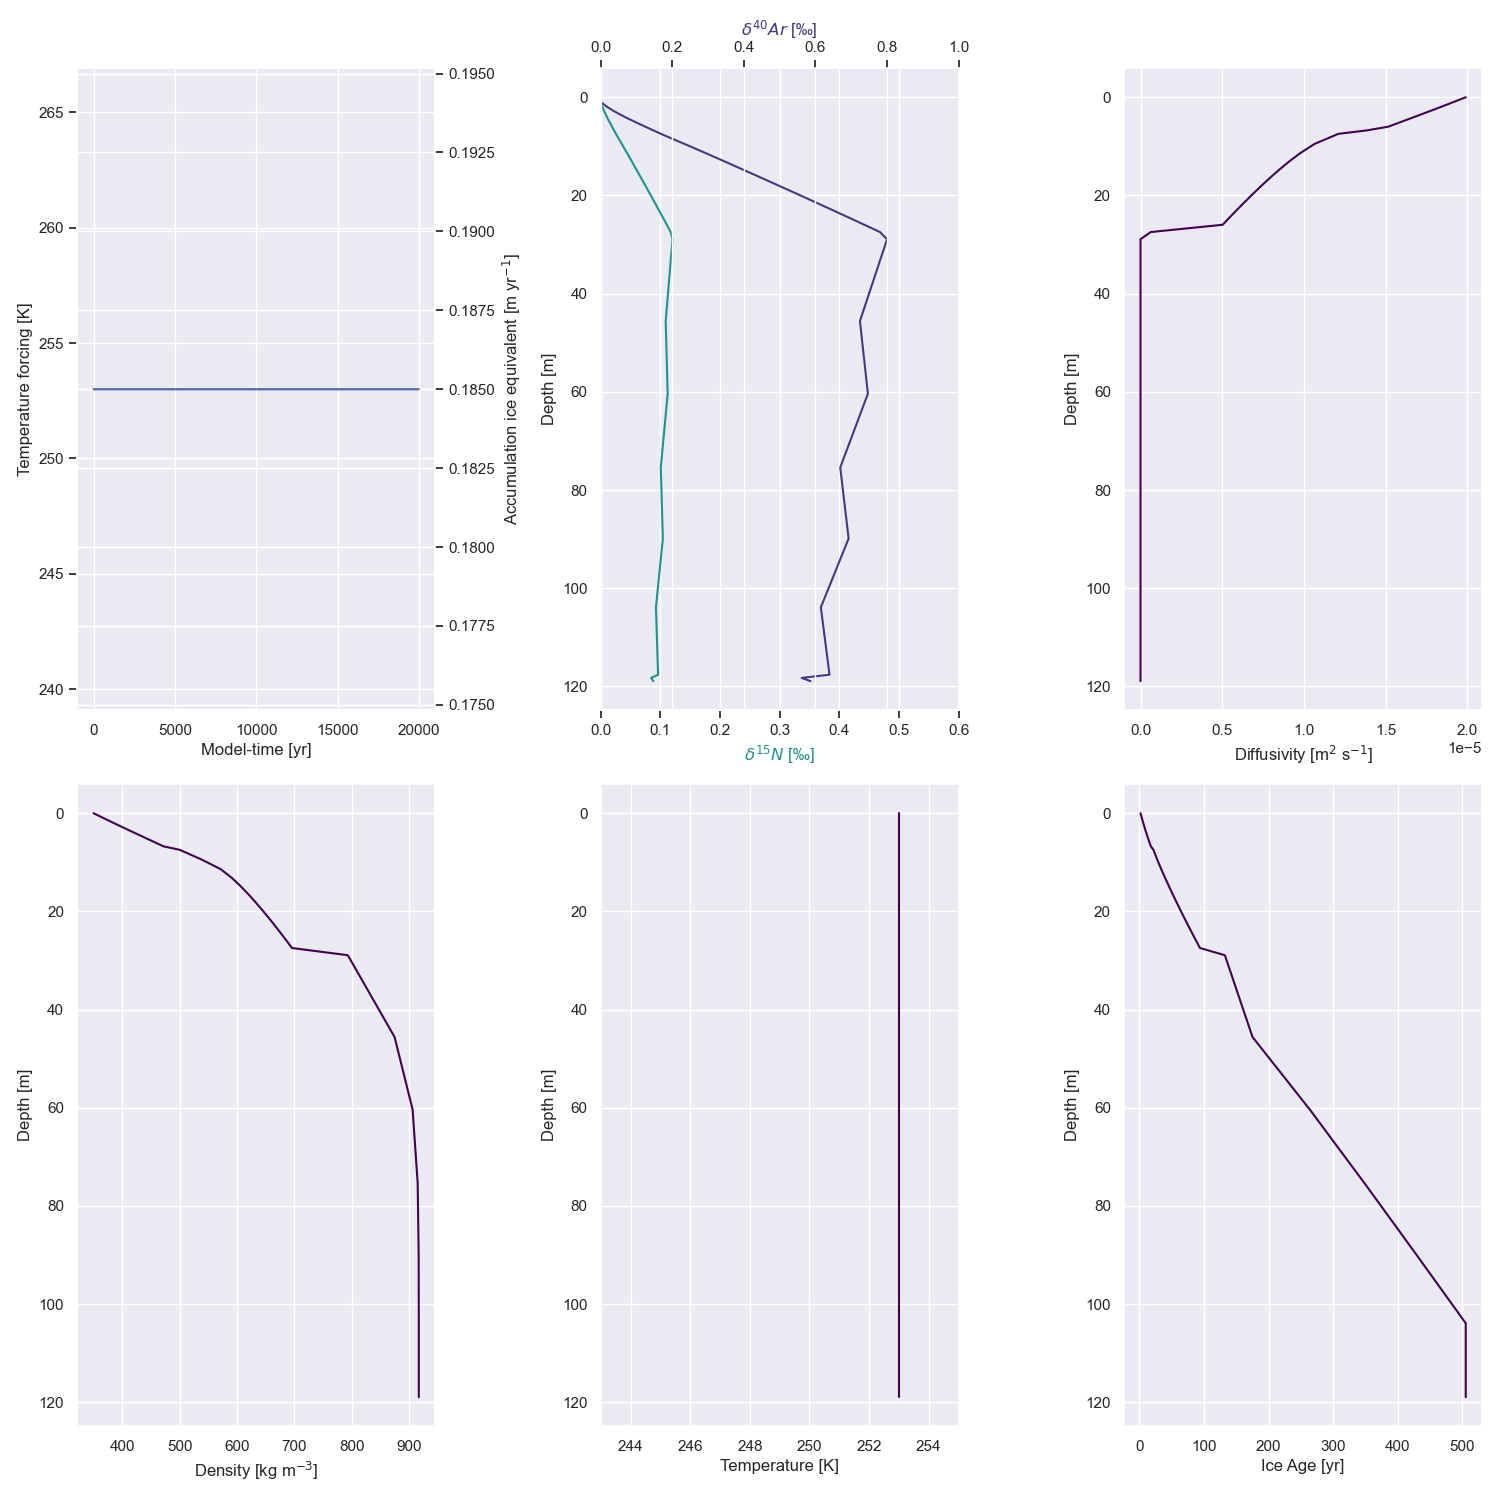 δ⁴⁰Ar [‰]
0.0 0.2 0.4 0.6 0.8 1.0
265
260
255
250
245
240
Temperature forcing [K]
0 5000 10000 15000 20000
Model-time [yr]
0.1950
0.1925
0.1900
0.1875
0.1850
0.1825
0.1800
0.1775
0.1750
Accumulation ice equivalent [m yr⁻¹]
0
20
40
60
80
100
120
Depth [m]
0.0 0.1 0.2 0.3 0.4 0.5 0.6
δ¹⁵N [‰]
0
20
40
60
80
100
120
Depth [m]
0.0 0.5 1.0 1.5 2.0
1e−5
Diffusivity [m² s⁻¹]
0
20
40
60
80
100
120
Depth [m]
400 500 600 700 800 900
Density [kg m⁻³]
0
20
40
60
80
100
120
Depth [m]
244 246 248 250 252 254
Temperature [K]
0
20
40
60
80
100
120
Depth [m]
0 100 200 300 400 500
Ice Age [yr]